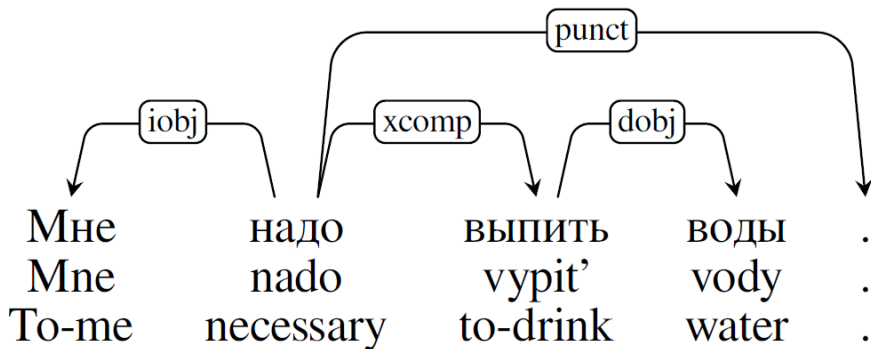 punct
iobj xcomp dobj
Мне надо выпить воды .
Mne nado vypit’ vody .
To-me necessary to-drink water .